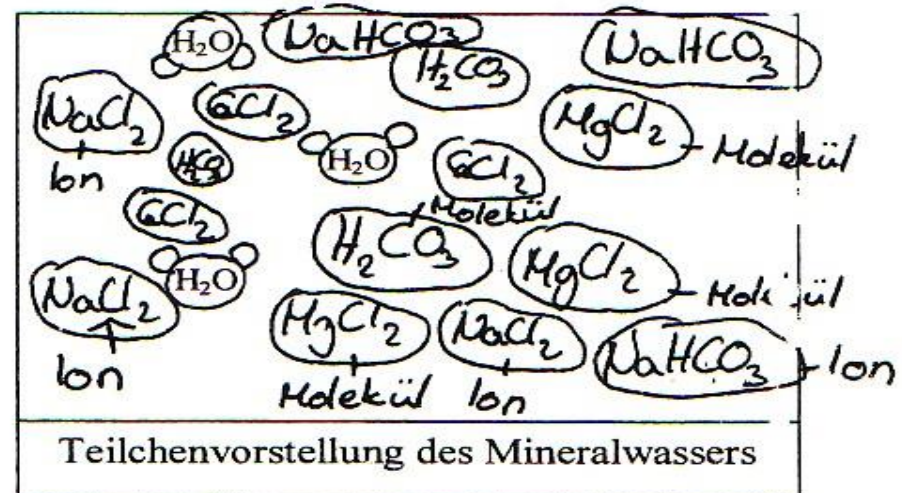 H₂O NaHCO₃ NaHCO₃
H₂CO₃
NaCl₂ CaCl₂ MgCl₂ Molekül
Ion H₂O CaCl₂
CaCl₂ Molekül
H₂CO₃ MgCl₂
NaCl₂ H₂O Molekül
MgCl₂ NaCl₂ NaHCO₃ Ion
Ion Molekül Ion
Teilchenvorstellung des Mineralwassers